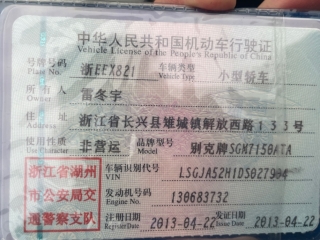 中华人民共和国机动车行驶证
Vehicle License of the People's Republic of China
号牌号码 浙EEX821 车辆类型 小型轿车
Plate No. Vehicle Type
所有人 雷冬宇
Owner
住址 浙江省长兴县雉城镇解放西路133号
Address
使用性质 非营运 品牌型号 别克牌SGM7150ATA
Use Character Model
浙江省湖州 车辆识别代号 LSGJA52H1DS027904
VIN
市公安局交 发动机号码 130683732
Engine No.
通警察支队 注册日期 2013-04-22 发证日期 2013-04-22
Register Date Issue Date